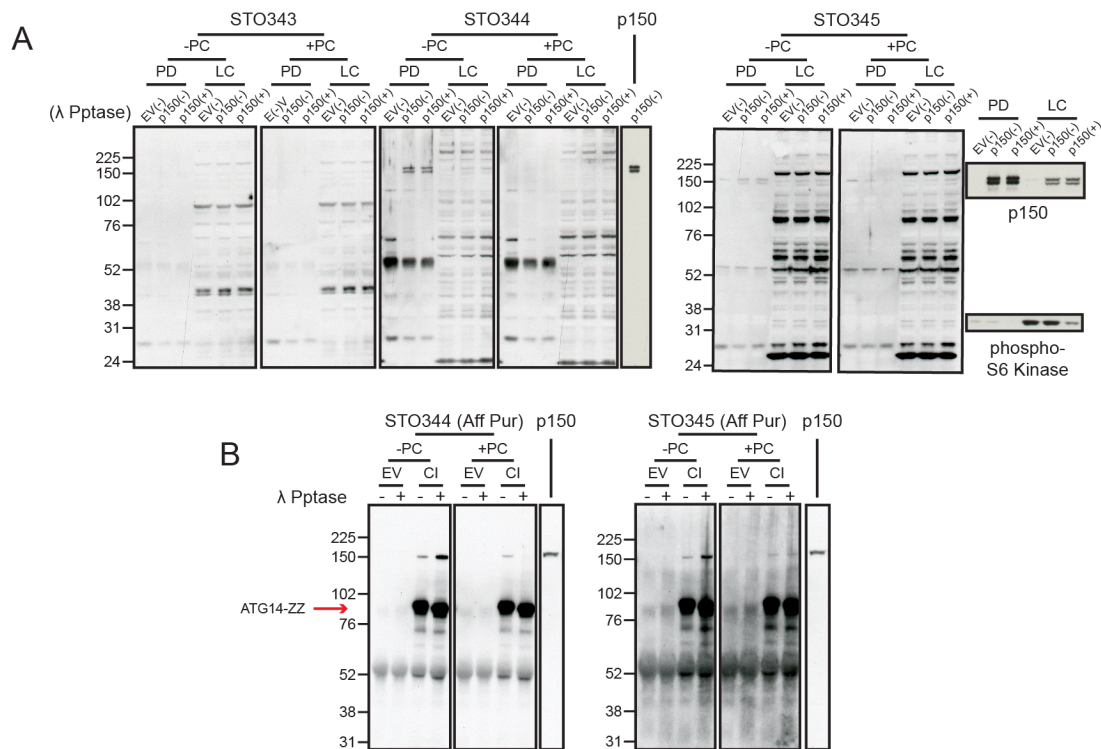 A
STO343 STO344 p150 STO345
-PC +PC -PC +PC -PC +PC
PD LC PD LC PD LC PD LC PD LC PD LC PD LC
(λ Pptase) EV(-) p150(-) p150(+) EV(-) p150(-) p150(+) E(-)V p150(-) p150(+) EV(-) p150(-) p150(+) EV(-) p150(-) p150(+) EV(-) p150(-) p150(+) EV(-) p150(-) p150(+) EV(-) p150(-) p150(+) p150(-) EV(-) p150(-) p150(+) EV(-) p150(-) p150(+) EV(-) p150(-) p150(+) EV(-) p150(-) p150(+) EV(-) p150(-) p150(+) EV(-) p150(-) p150(+)
225 225
150 150
102 102 p150
76 76
52 52
38 38
31 31
24 24
phospho-
S6 Kinase
B
STO344 (Aff Pur) p150 STO345 (Aff Pur) p150
-PC +PC -PC +PC
EV CI EV CI EV CI EV CI
λ Pptase - + - + - + - + - + - + - + - +
225 225
150 150
102 102
ATG14-ZZ
76 76
52 52
38 38
31 31